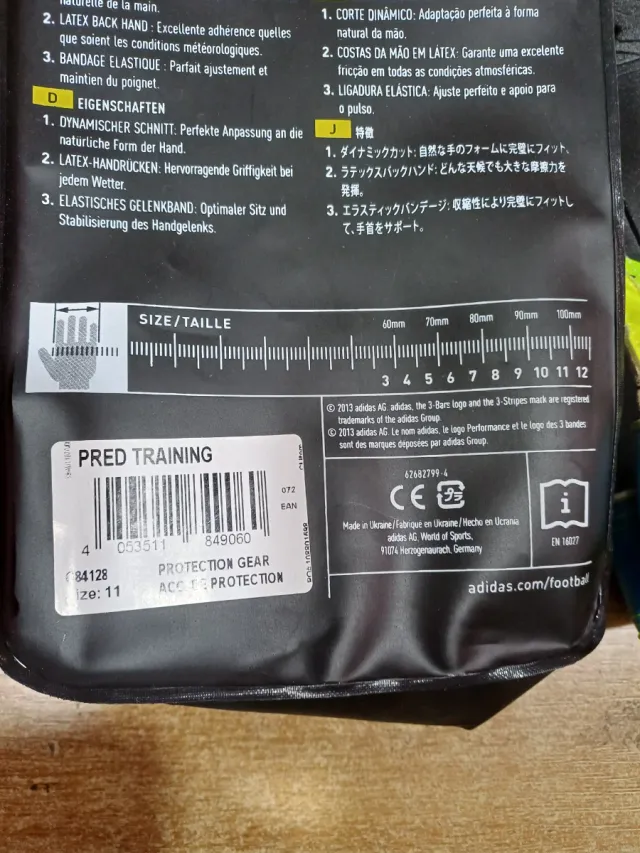 naturelle de la main.
2. LATEX BACK HAND : Excellente adhérence quelles
que soient les conditions météorologiques.
3. BANDAGE ELASTIQUE : Parfait ajustement et
maintien du poignet.
D EIGENSCHAFTEN
1. DYNAMISCHER SCHNITT: Perfekte Anpassung an die
natürliche Form der Hand.
2. LATEX-HANDRÜCKEN: Hervorragende Griffigkeit bei
jedem Wetter.
3. ELASTISCHES GELENKBAND: Optimaler Sitz und
Stabilisierung des Handgelenks.
1. CORTE DINÂMICO: Adaptação perfeita à forma
natural da mão.
2. COSTAS DA MÃO EM LÁTEX: Garante uma excelente
fricção em todas as condições atmosféricas.
3. LIGADURA ELÁSTICA: Ajuste perfeito e apoio para
o pulso.
J 特徴
1. ダイナミックカット: 自然な手のフォームに完璧にフィット。
2. ラテックスバックハンド: どんな天候でも大きな摩擦力を
発揮。
3. エラスティックバンデージ: 収縮性により完璧にフィットし
て、手首をサポート。
SIZE/TAILLE
60mm 70mm 80mm 90mm 100mm
3 4 5 6 7 8 9 10 11 12
© 2013 adidas AG. adidas, the 3-Bars logo and the 3-Stripes mark are registered
trademarks of the adidas Group.
© 2013 adidas AG. Le nom adidas, le logo Performance et le logo des 3 bandes
sont des marques déposées par adidas Group.
62682799 4
CE プラ
Made in Ukraine/Fabriqué en Ukraine/Hecho en Ucrania
adidas AG, World of Sports,
91074 Herzogenaurach, Germany
i
EN 16027
adidas.com/football
PRED TRAINING
072
EAN
4 053511 849060
G84128
Size: 11
PROTECTION GEAR
PROTECTION